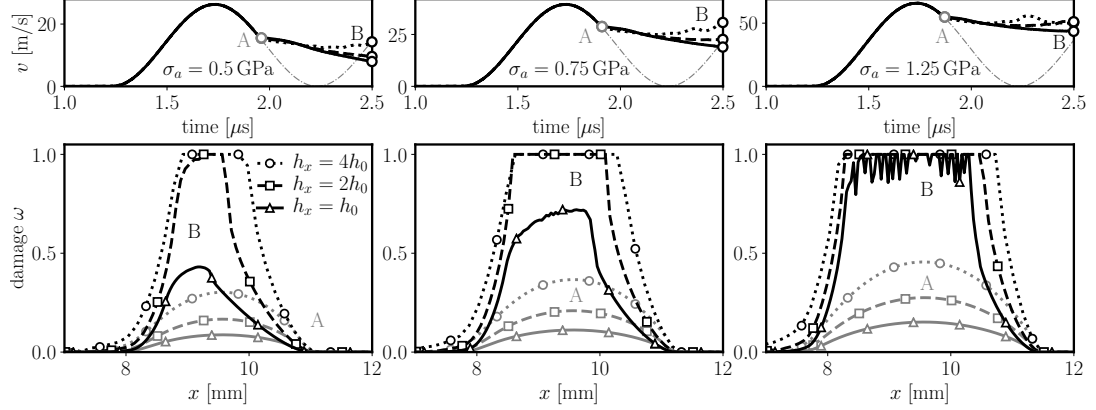 v [m/s]
20
0
A
B
σₐ = 0.5 GPa
1.0
1.5
2.0
2.5
time [μs]
25
0
A
B
σₐ = 0.75 GPa
1.0
1.5
2.0
2.5
time [μs]
50
0
A
B
σₐ = 1.25 GPa
1.0
1.5
2.0
2.5
time [μs]
damage ω
1.0
0.5
0.0
hₓ = 4h₀
hₓ = 2h₀
hₓ = h₀
B
A
8
10
12
x [mm]
1.0
0.5
0.0
B
A
8
10
12
x [mm]
1.0
0.5
0.0
B
A
8
10
12
x [mm]